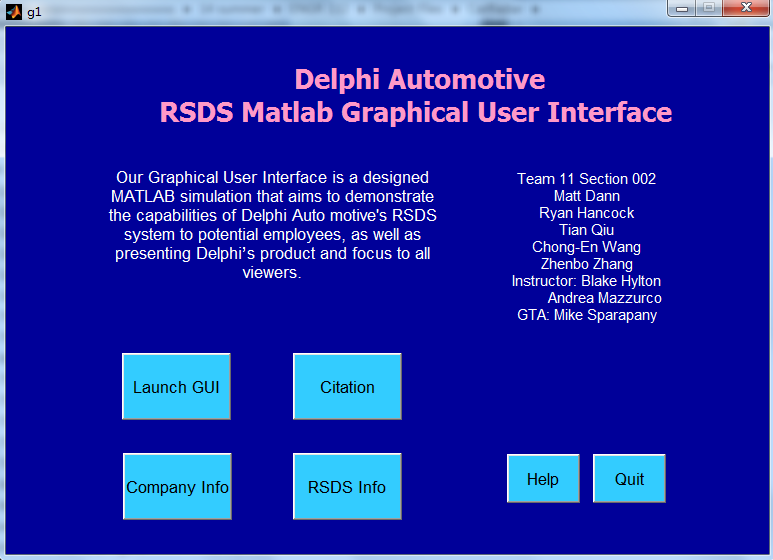 g1
Delphi Automotive
RSDS Matlab Graphical User Interface
Our Graphical User Interface is a designed
MATLAB simulation that aims to demonstrate
the capabilities of Delphi Auto motive's RSDS
system to potential employees, as well as
presenting Delphi's product and focus to all
viewers.
Team 11 Section 002
Matt Dann
Ryan Hancock
Tian Qiu
Chong-En Wang
Zhenbo Zhang
Instructor: Blake Hylton
Andrea Mazzurco
GTA: Mike Sparapany
Launch GUI
Citation
Company Info
RSDS Info
Help
Quit